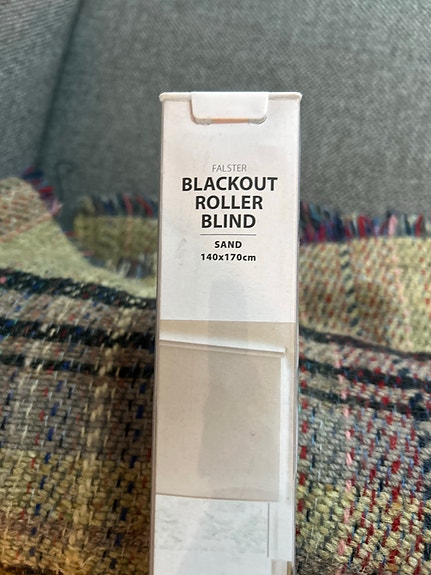 FALSTER
BLACKOUT
ROLLER
BLIND
SAND
140x170cm